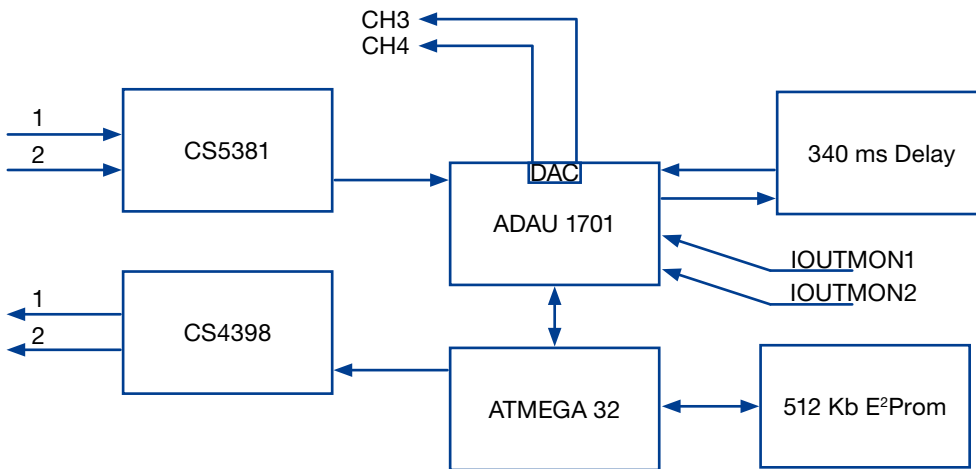 CH3
CH4
1
2
CS5381
340 ms Delay
DAC
ADAU 1701
IOUTMON1
IOUTMON2
1
2
CS4398
ATMEGA 32
512 Kb E²Prom